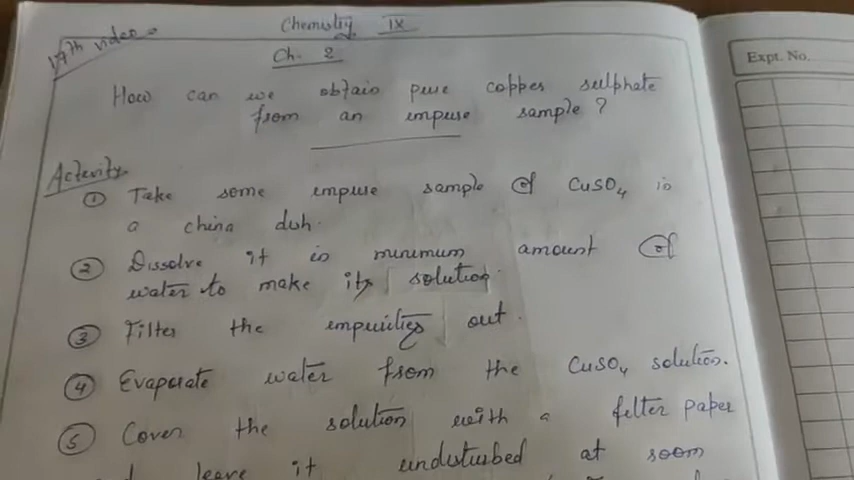 19th video
Chemistry IX
Ch. 2
Expt. No.
How can we obtain pure copper sulphate
from an impure sample?
Activity
① Take some impure sample of CuSO4 in
a china dish.
② Dissolve it in minimum amount of
water to make its solution.
③ Filter the impurities out.
④ Evaporate water from the CuSO4 solution.
⑤ Cover the solution with a filter paper
leave it undisturbed at room